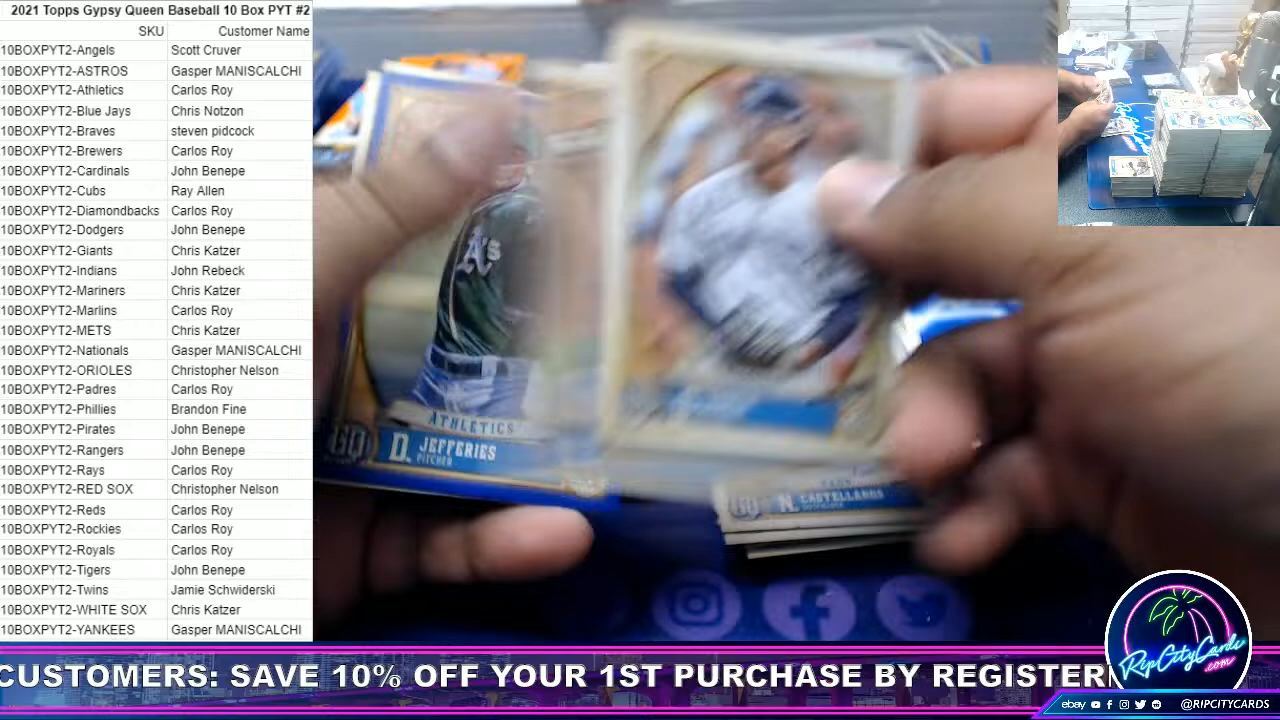 2021 Topps Gypsy Queen Baseball 10 Box PYT #2
SKU Customer Name
10BOXPYT2-Angels Scott Cruver
10BOXPYT2-ASTROS Gasper MANISCALCHI
10BOXPYT2-Athletics Carlos Roy
10BOXPYT2-Blue Jays Chris Notzon
10BOXPYT2-Braves steven pidcock
10BOXPYT2-Brewers Carlos Roy
10BOXPYT2-Cardinals John Benepe
10BOXPYT2-Cubs Ray Allen
10BOXPYT2-Diamondbacks Carlos Roy
10BOXPYT2-Dodgers John Benepe
10BOXPYT2-Giants Chris Katzer
10BOXPYT2-Indians John Rebeck
10BOXPYT2-Mariners Chris Katzer
10BOXPYT2-Marlins Carlos Roy
10BOXPYT2-METS Chris Katzer
10BOXPYT2-Nationals Gasper MANISCALCHI
10BOXPYT2-ORIOLES Christopher Nelson
10BOXPYT2-Padres Carlos Roy
10BOXPYT2-Phillies Brandon Fine
10BOXPYT2-Pirates John Benepe
10BOXPYT2-Rangers John Benepe
10BOXPYT2-Rays Carlos Roy
10BOXPYT2-RED SOX Christopher Nelson
10BOXPYT2-Reds Carlos Roy
10BOXPYT2-Rockies Carlos Roy
10BOXPYT2-Royals Carlos Roy
10BOXPYT2-Tigers John Benepe
10BOXPYT2-Twins Jamie Schwiderski
10BOXPYT2-WHITE SOX Chris Katzer
10BOXPYT2-YANKEES Gasper MANISCALCHI
A's
ATHLETICS
GQ D. JEFFERIES
PITCHER
GQ N. CASTELLANOS
CUSTOMERS: SAVE 10% OFF YOUR 1ST PURCHASE BY REGISTERI
RipCityCards
.com
ebay @RIPCITYCARDS